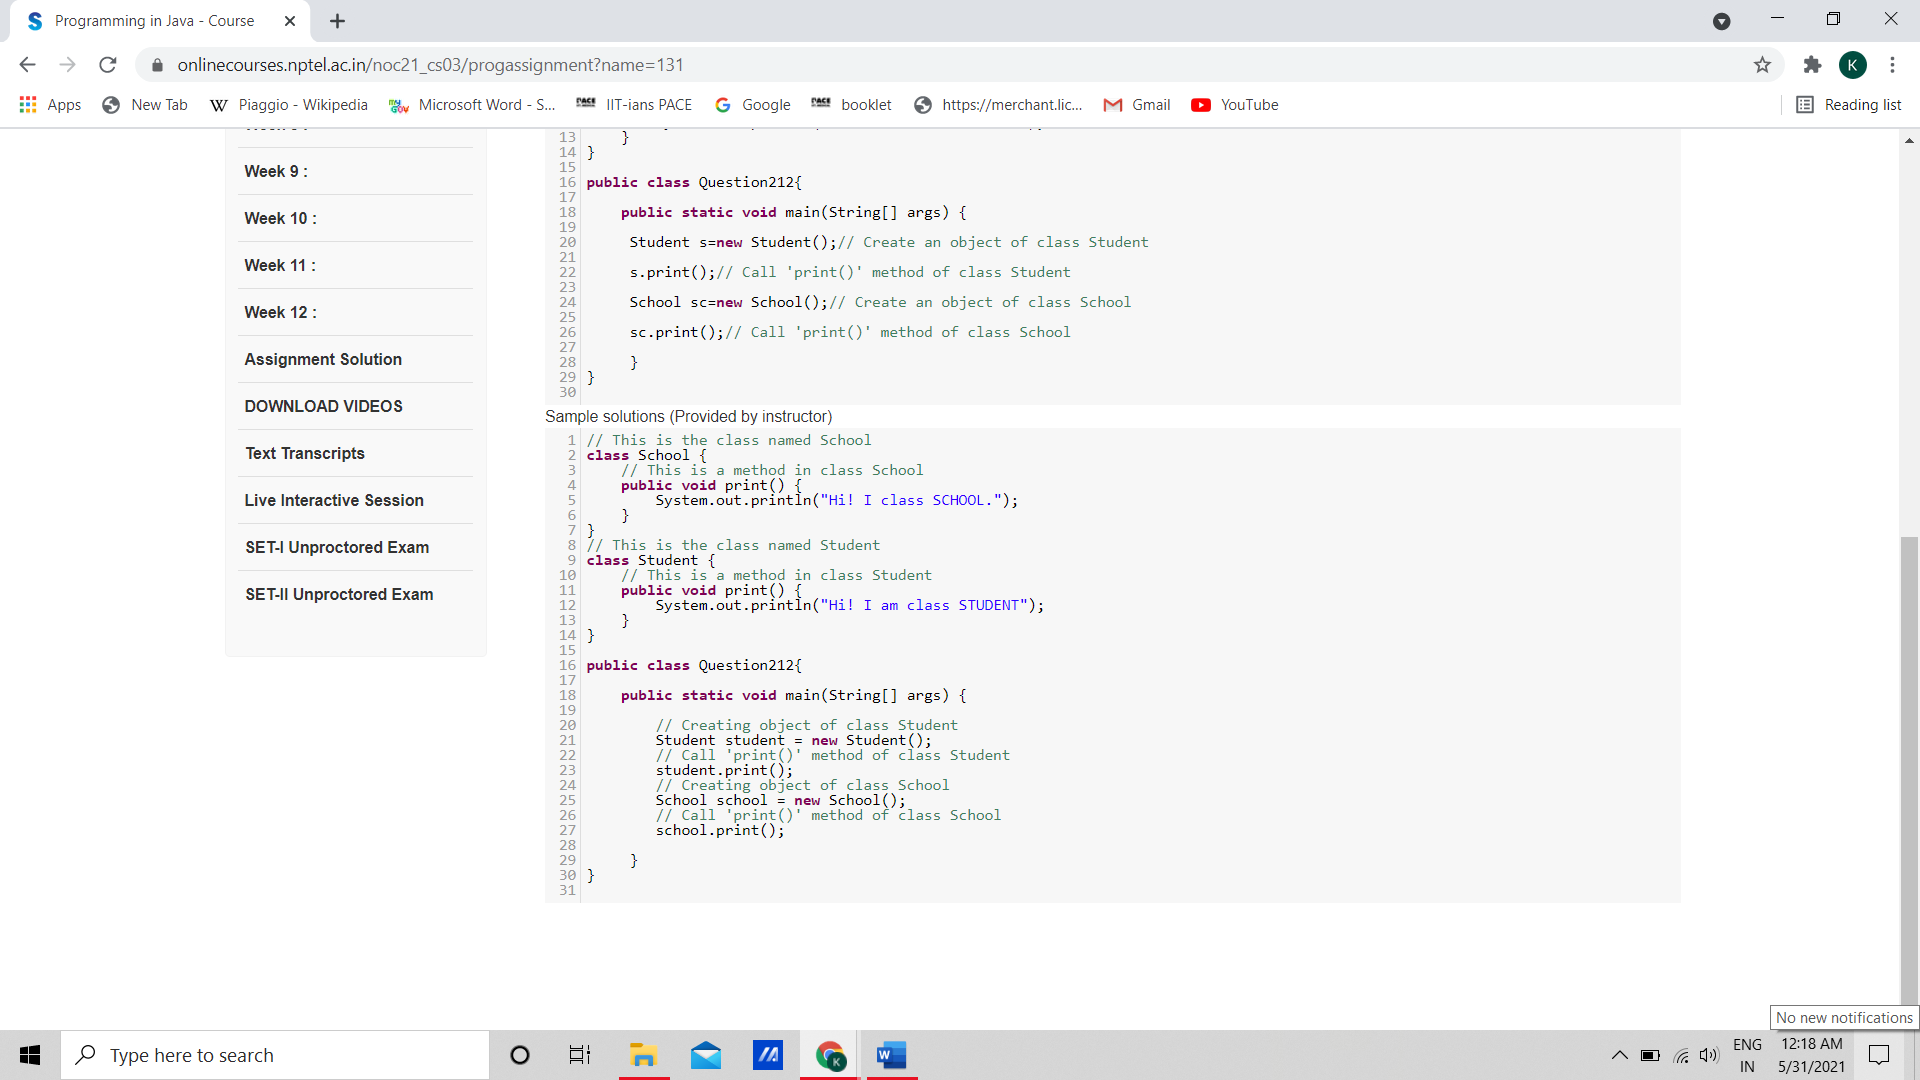 Programming in Java - Course
onlinecourses.nptel.ac.in/noc21_cs03/progassignment?name=131
K
Apps
New Tab
W Piaggio - Wikipedia
Microsoft Word - S...
PACE IIT-ians PACE
G Google
PACE booklet
https://merchant.lic...
Gmail
YouTube
Reading list
Week 9 :
Week 10 :
Week 11 :
Week 12 :
Assignment Solution
DOWNLOAD VIDEOS
Text Transcripts
Live Interactive Session
SET-I Unproctored Exam
SET-II Unproctored Exam
13 }
14 }
15
16 public class Question212{
17
18 public static void main(String[] args) {
19
20 Student s=new Student();// Create an object of class Student
21
22 s.print();// Call 'print()' method of class Student
23
24 School sc=new School();// Create an object of class School
25
26 sc.print();// Call 'print()' method of class School
27
28 }
29 }
30
Sample solutions (Provided by instructor)
1 // This is the class named School
2 class School {
3 // This is a method in class School
4 public void print() {
5 System.out.println("Hi! I class SCHOOL.");
6 }
7 }
8 // This is the class named Student
9 class Student {
10 // This is a method in class Student
11 public void print() {
12 System.out.println("Hi! I am class STUDENT");
13 }
14 }
15
16 public class Question212{
17
18 public static void main(String[] args) {
19
20 // Creating object of class Student
21 Student student = new Student();
22 // Call 'print()' method of class Student
23 student.print();
24 // Creating object of class School
25 School school = new School();
26 // Call 'print()' method of class School
27 school.print();
28
29 }
30 }
31
No new notifications
Type here to search
K
W
ENG
IN
12:18 AM
5/31/2021